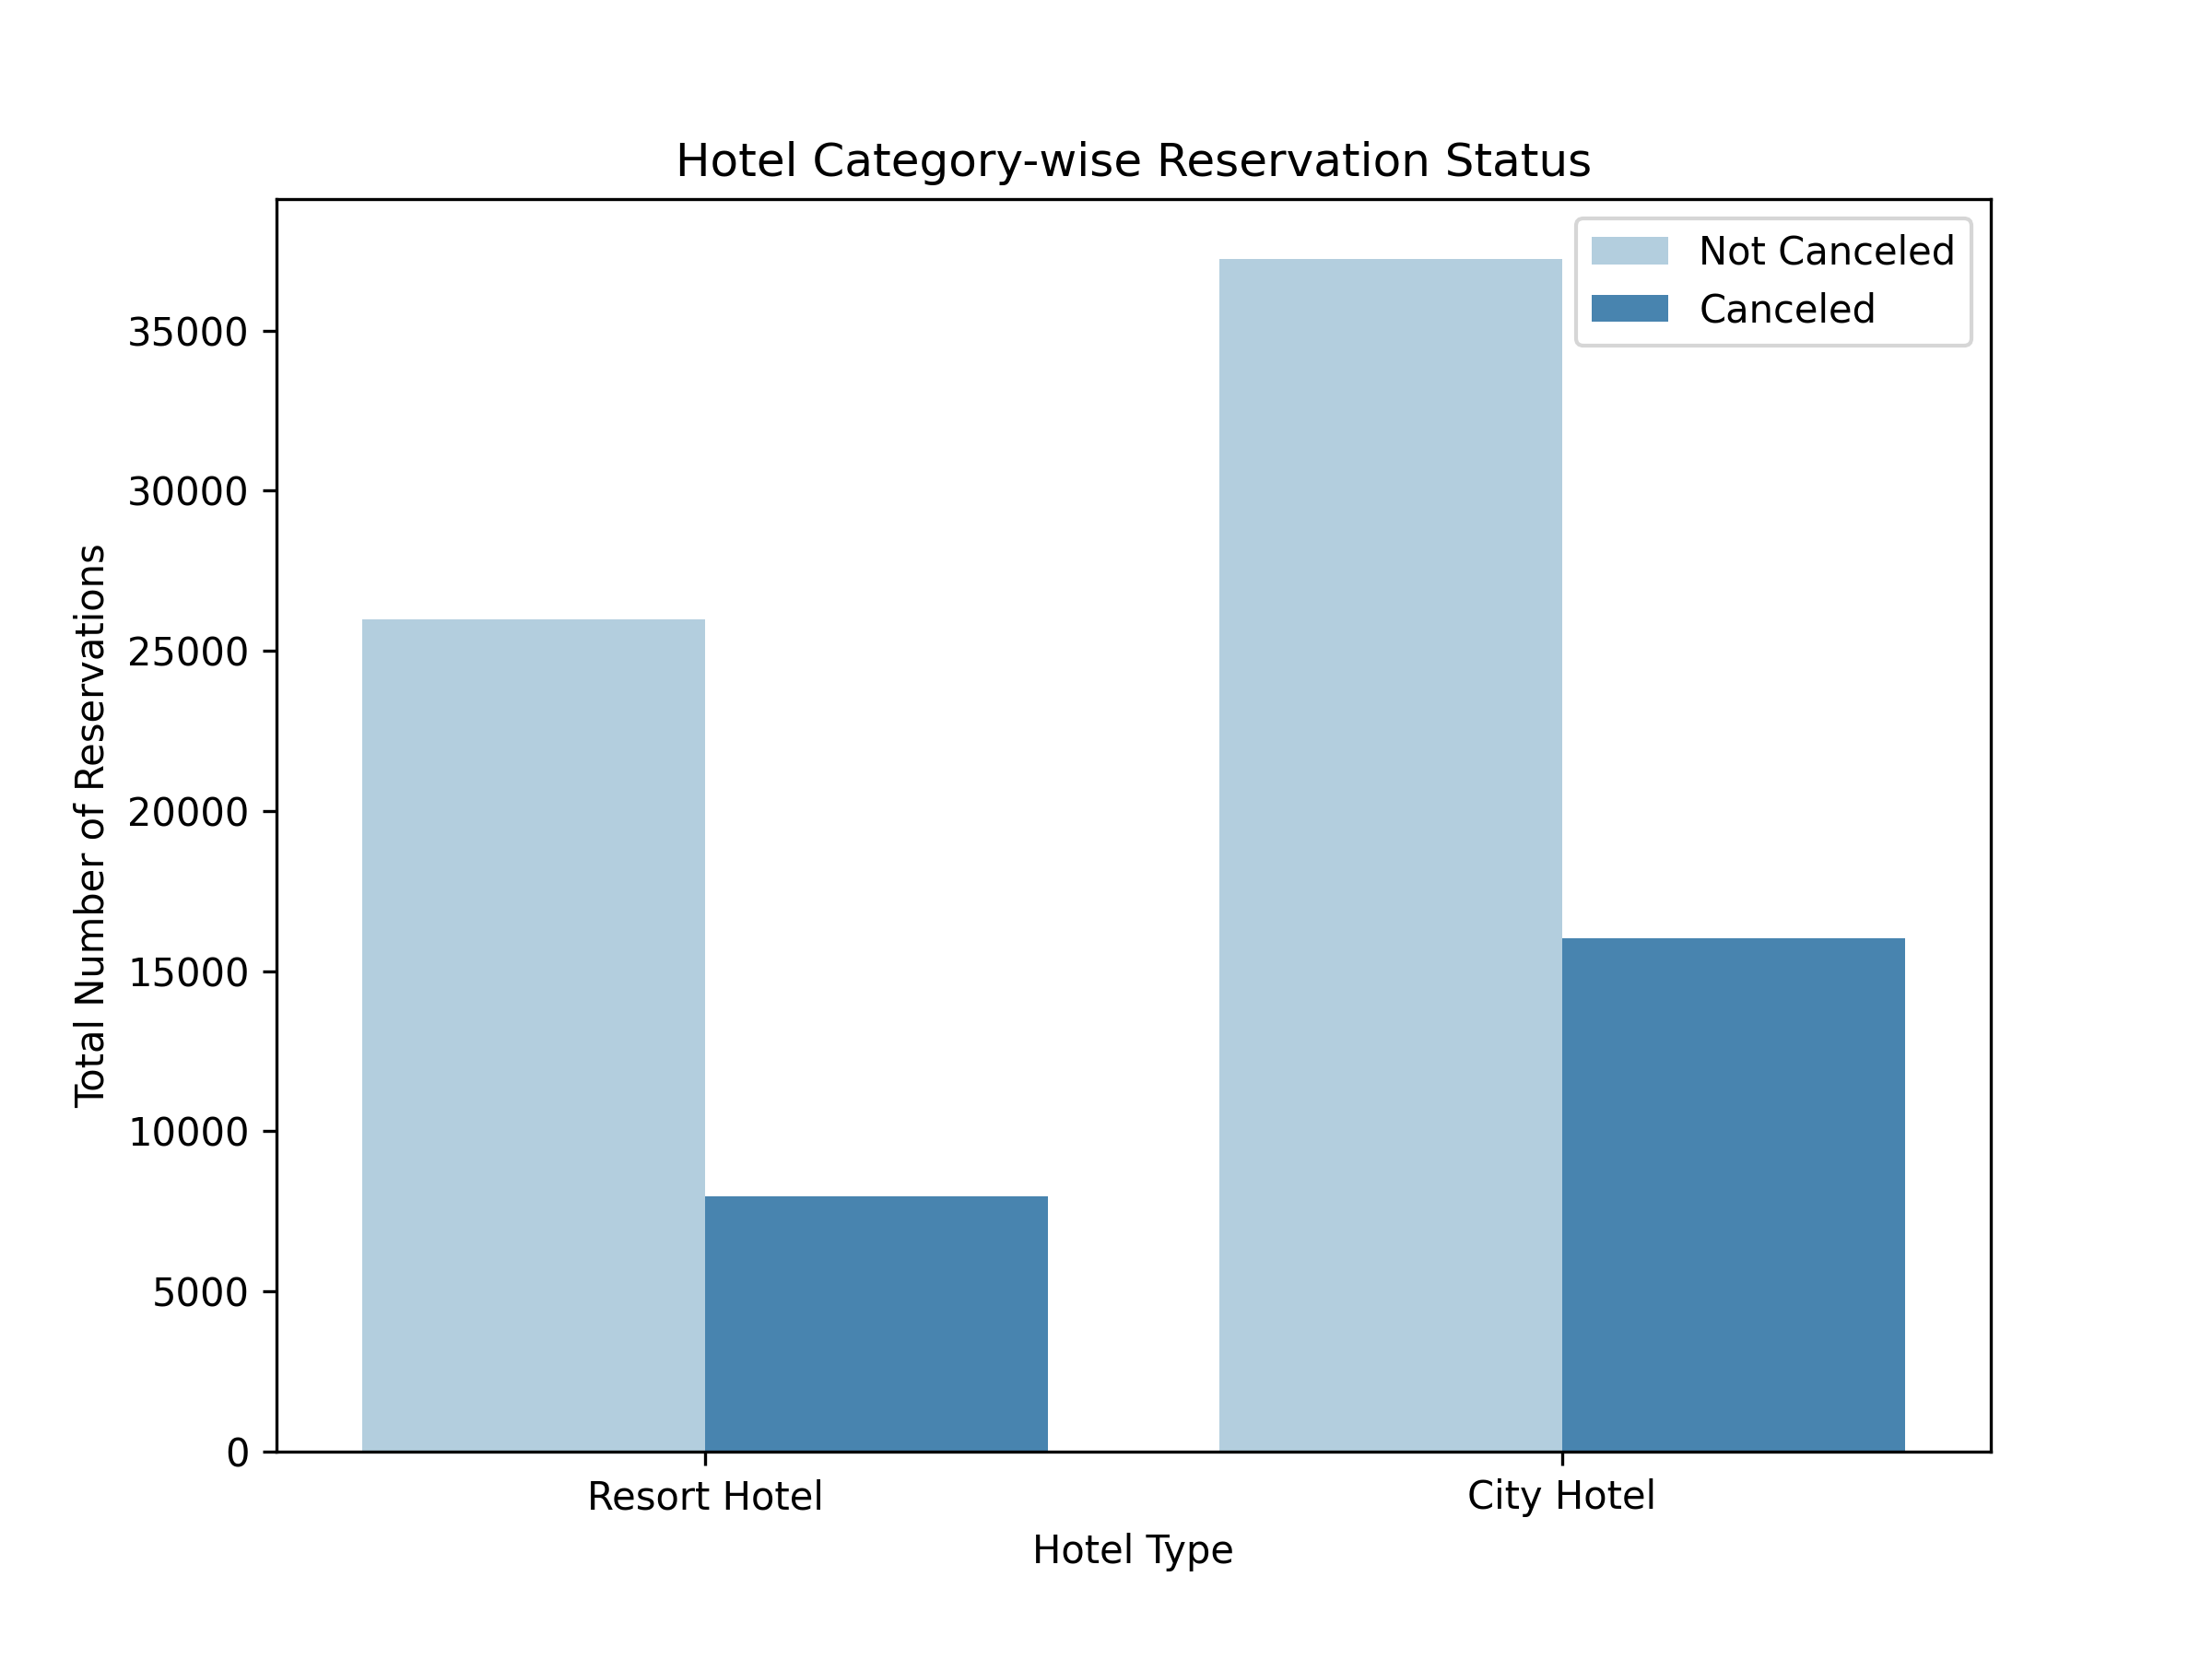 Hotel Category-wise Reservation Status
Not Canceled
Canceled
Total Number of Reservations
35000
30000
25000
20000
15000
10000
5000
0
Resort Hotel
City Hotel
Hotel Type